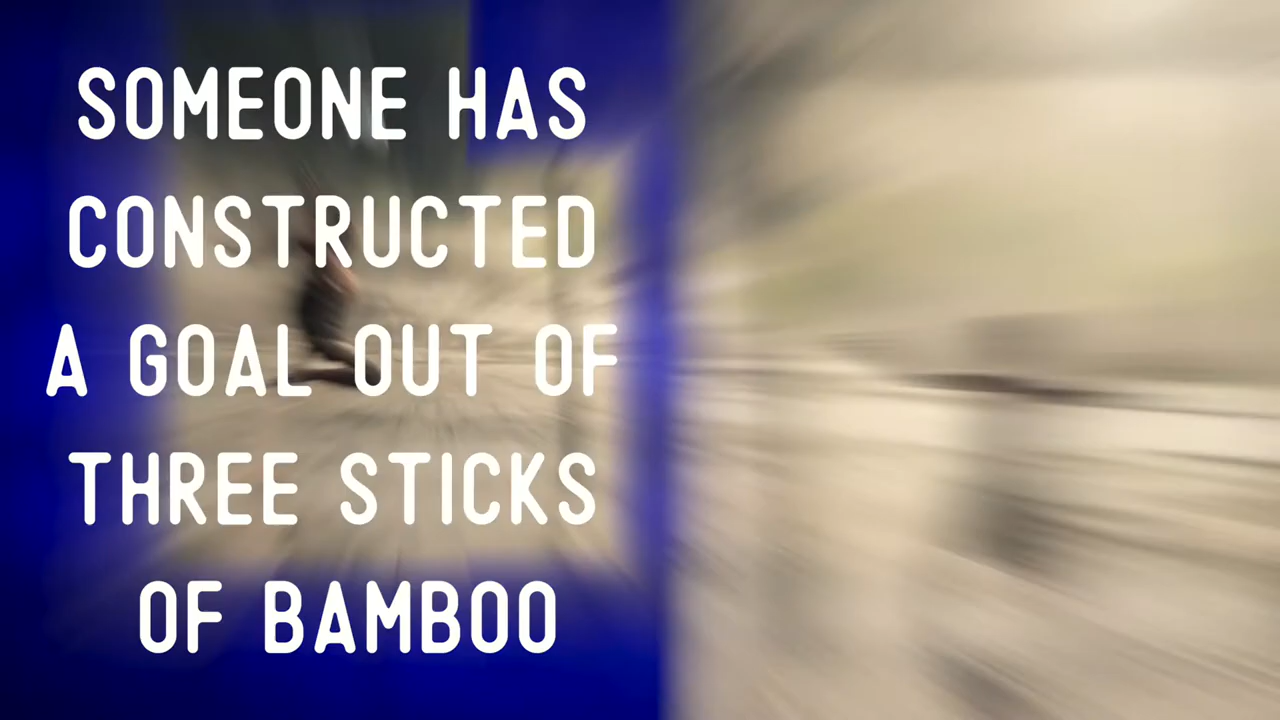 SOMEONE HAS
CONSTRUCTED
A GOAL OUT OF
THREE STICKS
OF BAMBOO